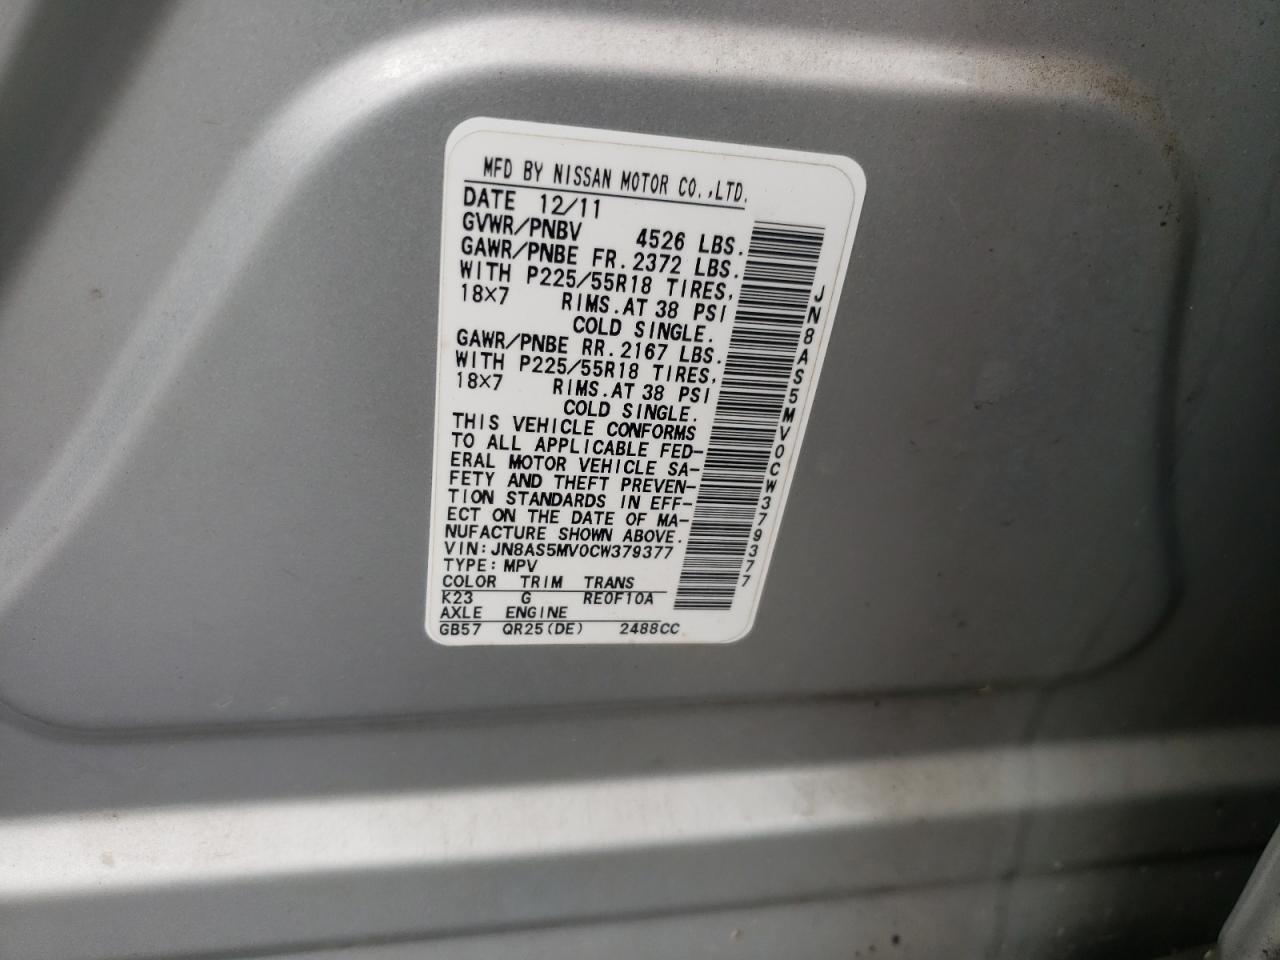 MFD BY NISSAN MOTOR CO.,LTD.
DATE 12/11
GVWR/PNBV 4526 LBS.
GAWR/PNBE FR. 2372 LBS.
WITH P225/55R18 TIRES,
18X7 RIMS. AT 38 PSI
COLD SINGLE.
GAWR/PNBE RR. 2167 LBS.
WITH P225/55R18 TIRES,
18X7 RIMS. AT 38 PSI
COLD SINGLE.
THIS VEHICLE CONFORMS
TO ALL APPLICABLE FED-
ERAL MOTOR VEHICLE SA-
FETY AND THEFT PREVEN-
TION STANDARDS IN EFF-
ECT ON THE DATE OF MA-
NUFACTURE SHOWN ABOVE.
VIN: JN8AS5MV0CW379377
TYPE: MPV
COLOR TRIM TRANS
K23 G RE0F10A
AXLE ENGINE
GB57 QR25(DE) 2488CC
JN8AS5MV0CW379377